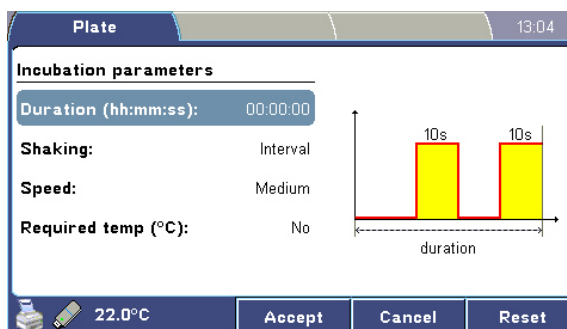 Plate
13:04
Incubation parameters
Duration (hh:mm:ss): 00:00:00
Shaking: Interval
Speed: Medium
Required temp (°C): No
10s 10s
duration
22.0°C Accept Cancel Reset